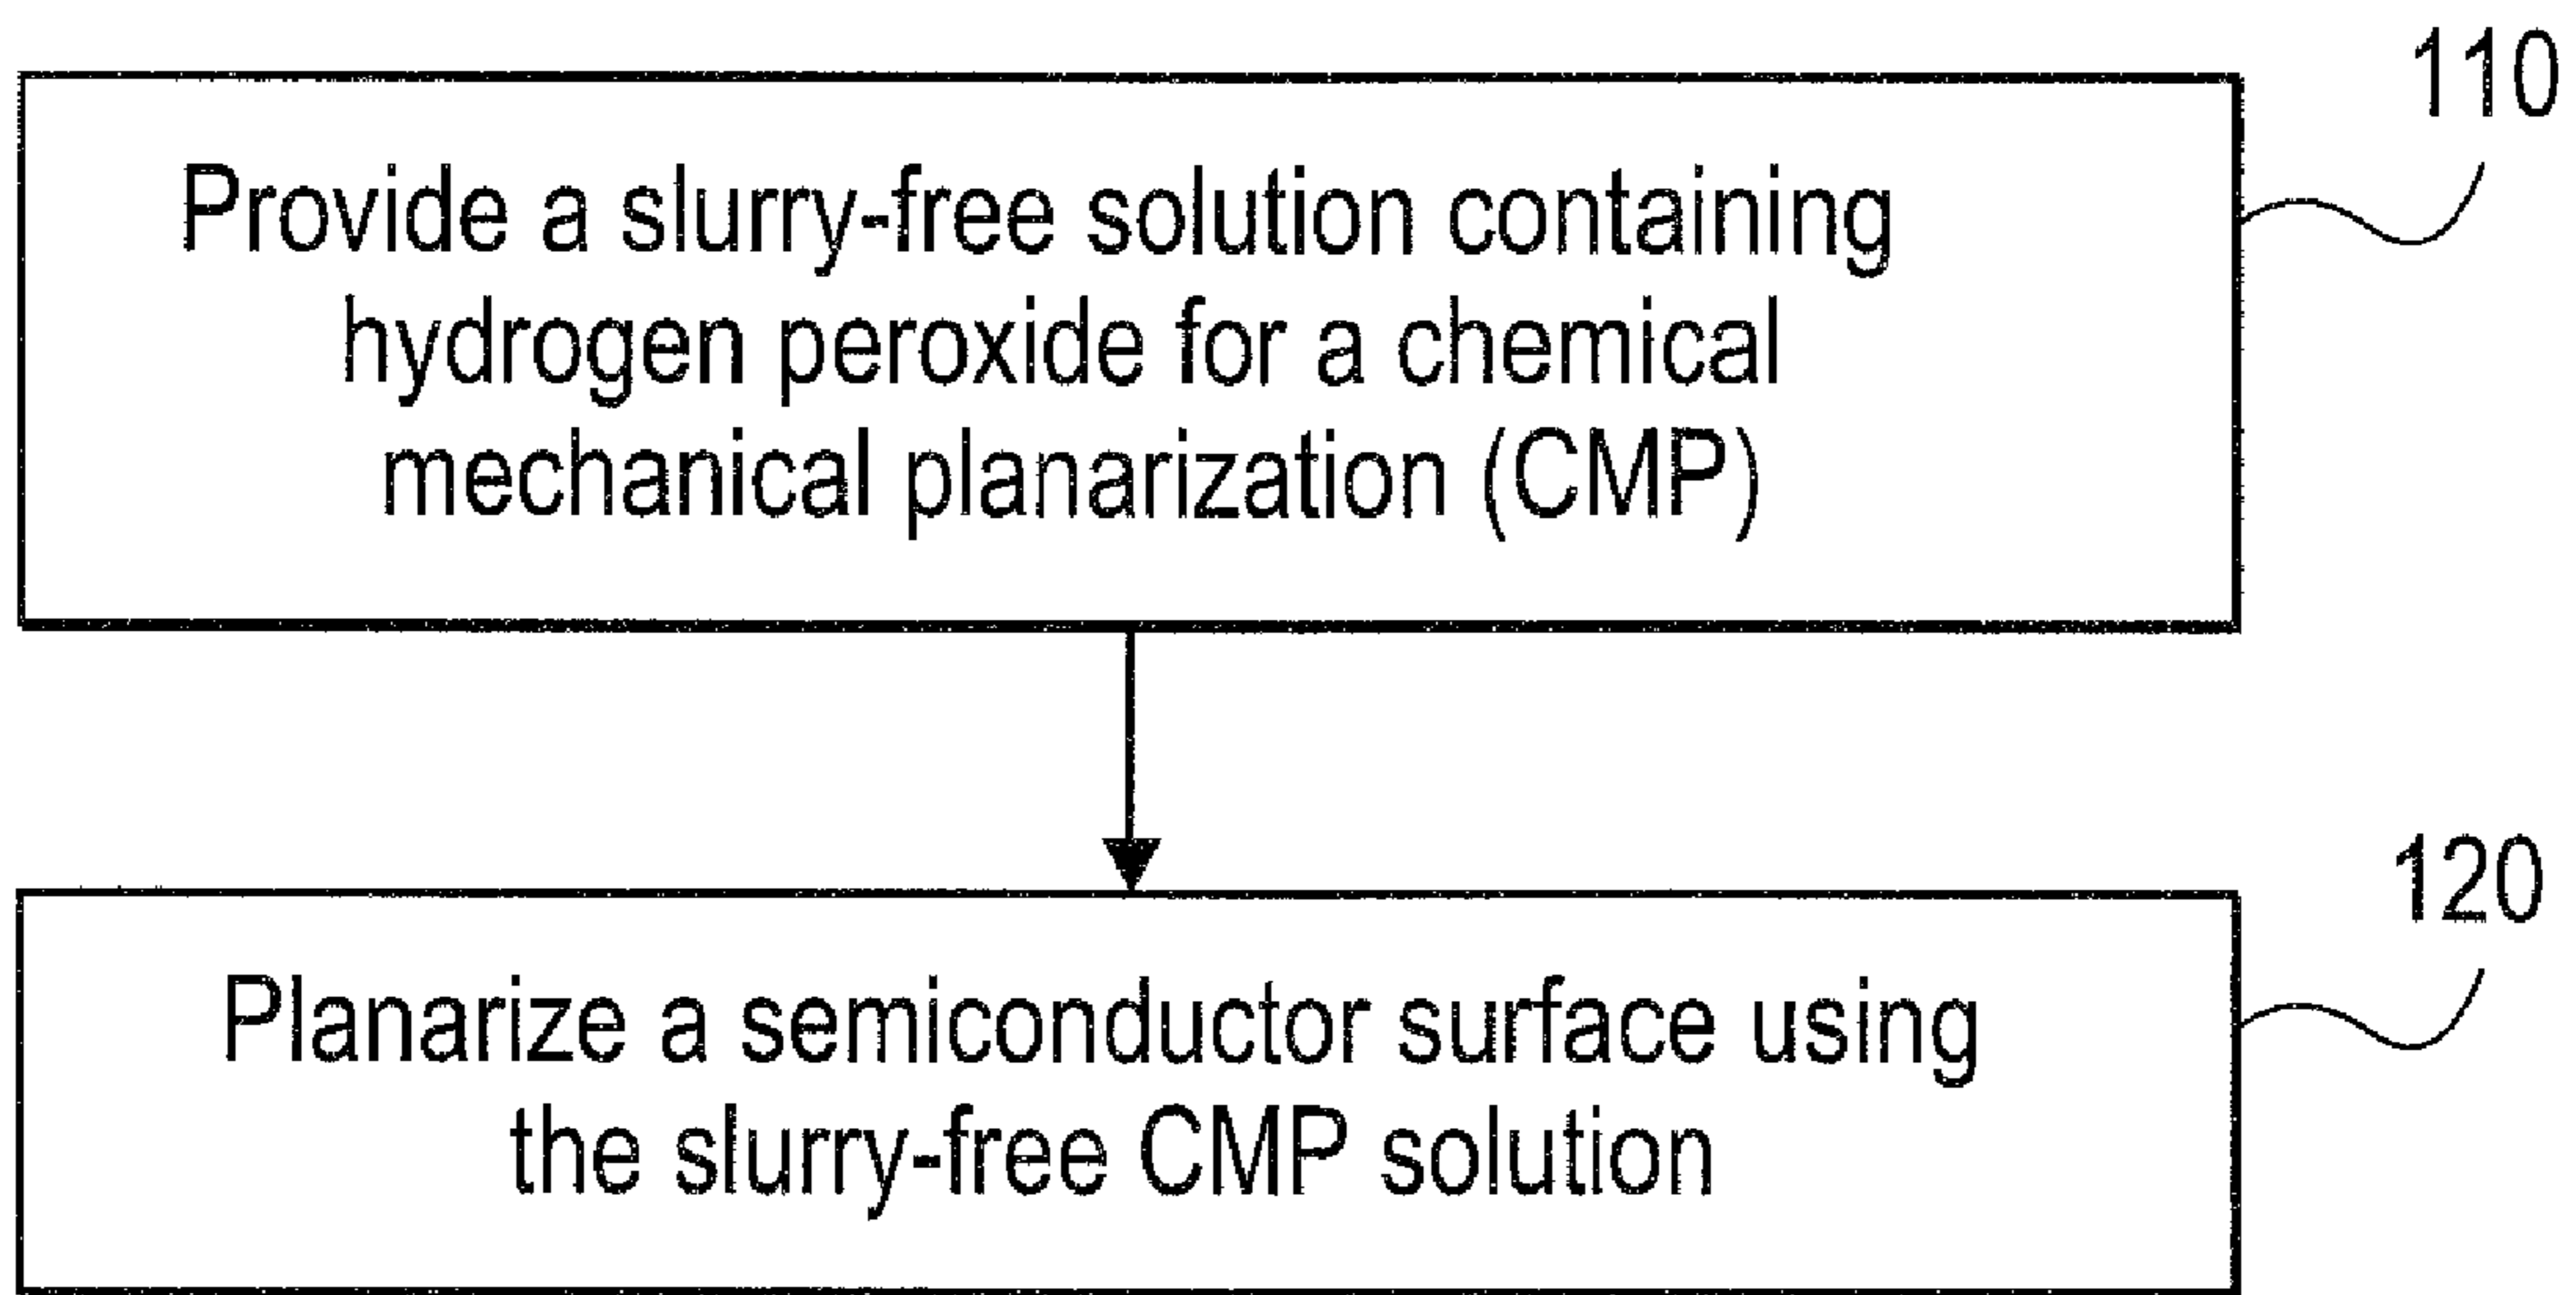 110
Provide a slurry-free solution containing
hydrogen peroxide for a chemical
mechanical planarization (CMP)
120
Planarize a semiconductor surface using
the slurry-free CMP solution